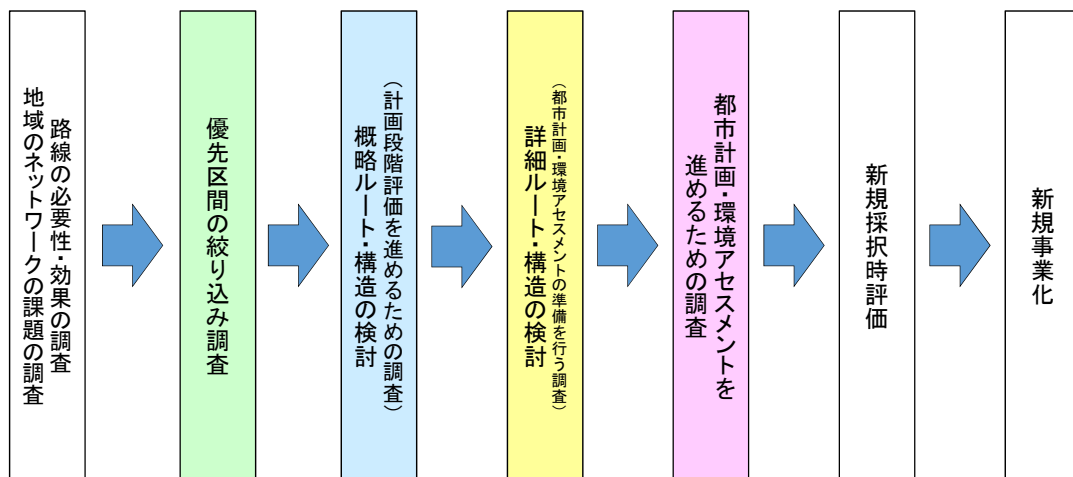 路線の必要性・効果の調査
地域のネットワークの課題の調査
優先区間の絞り込み調査
(計画段階評価を進めるための調査)
概略ルート・構造の検討
(都市計画・環境アセスメントの準備を行う調査)
詳細ルート・構造の検討
都市計画・環境アセスメントを
進めるための調査
新規採択時評価
新規事業化